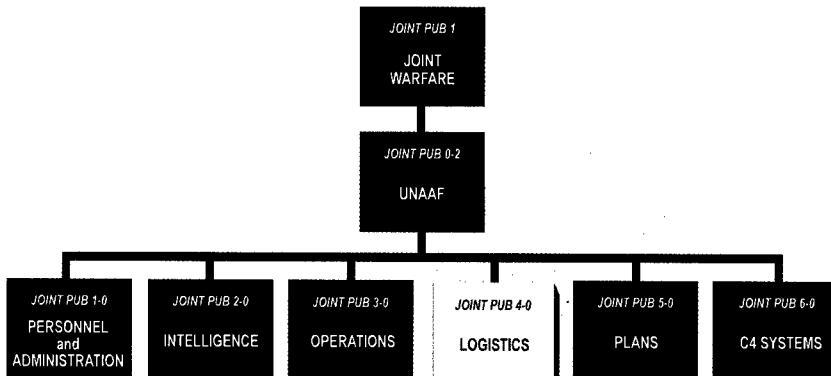 JOINT PUB 1
JOINT
WARFARE
JOINT PUB 0-2
UNAAF
JOINT PUB 1-0
PERSONNEL
and
ADMINISTRATION
JOINT PUB 2-0
INTELLIGENCE
JOINT PUB 3-0
OPERATIONS
JOINT PUB 4-0
LOGISTICS
JOINT PUB 5-0
PLANS
JOINT PUB 6-0
C4 SYSTEMS